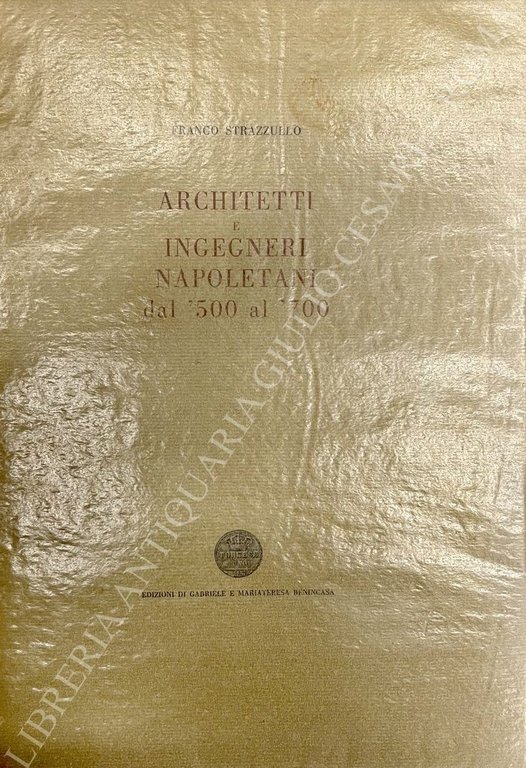 FRANCO STRAZZULLO
ARCHITETTI
E
INGEGNERI
NAPOLETANI
dal '500 al '700
EDIZIONI DI GABRIELE E MARIATERESA BENINCASA
LIBRERIA ANTIQUARIA GIULIO CESARE